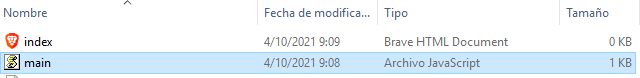 Nombre Fecha de modifica... Tipo Tamaño
index 4/10/2021 9:09 Brave HTML Document 0 KB
main 4/10/2021 9:08 Archivo JavaScript 1 KB